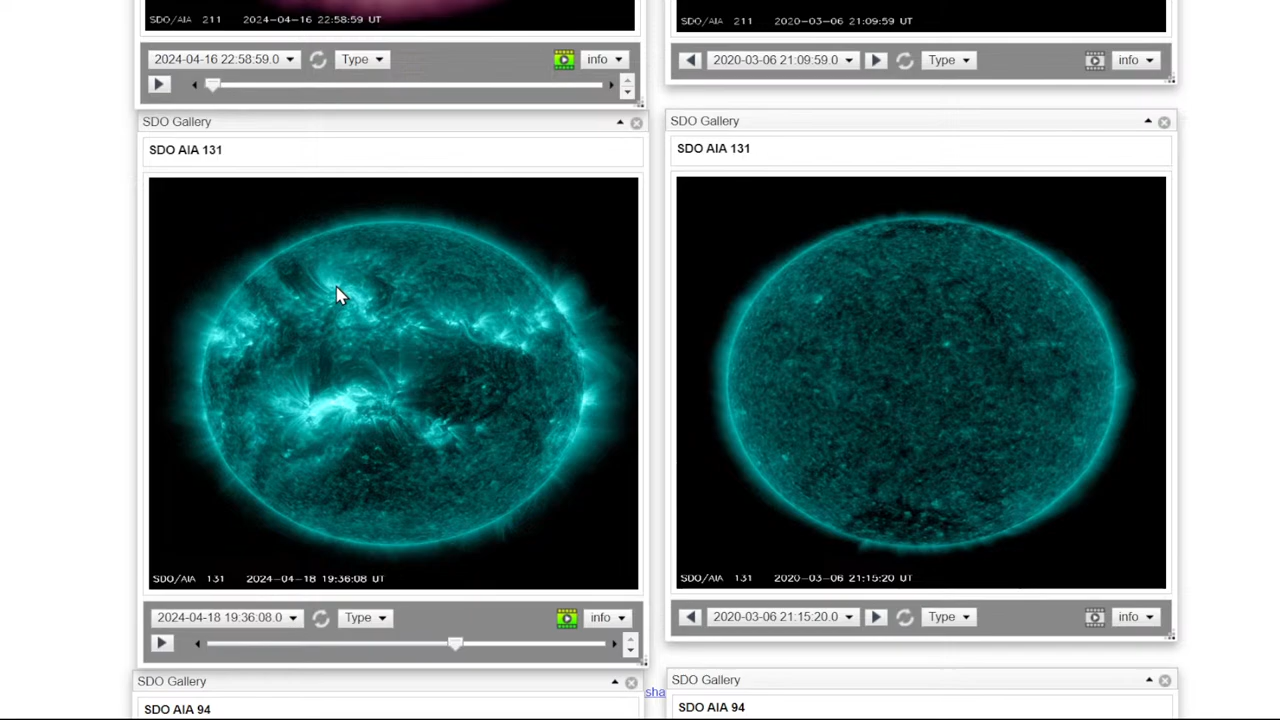 SDO/AIA 211 2024-04-16 22:58:59 UT
SDO/AIA 211 2020-03-06 21:09:59 UT
2024-04-16 22:58:59.0 Type info
2020-03-06 21:09:59.0 Type info
SDO Gallery
SDO Gallery
SDO AIA 131
SDO AIA 131
SDO/AIA 131 2024-04-18 19:36:08 UT
SDO/AIA 131 2020-03-06 21:15:20 UT
2024-04-18 19:36:08.0 Type info
2020-03-06 21:15:20.0 Type info
SDO Gallery
SDO Gallery
sha
SDO AIA 94
SDO AIA 94